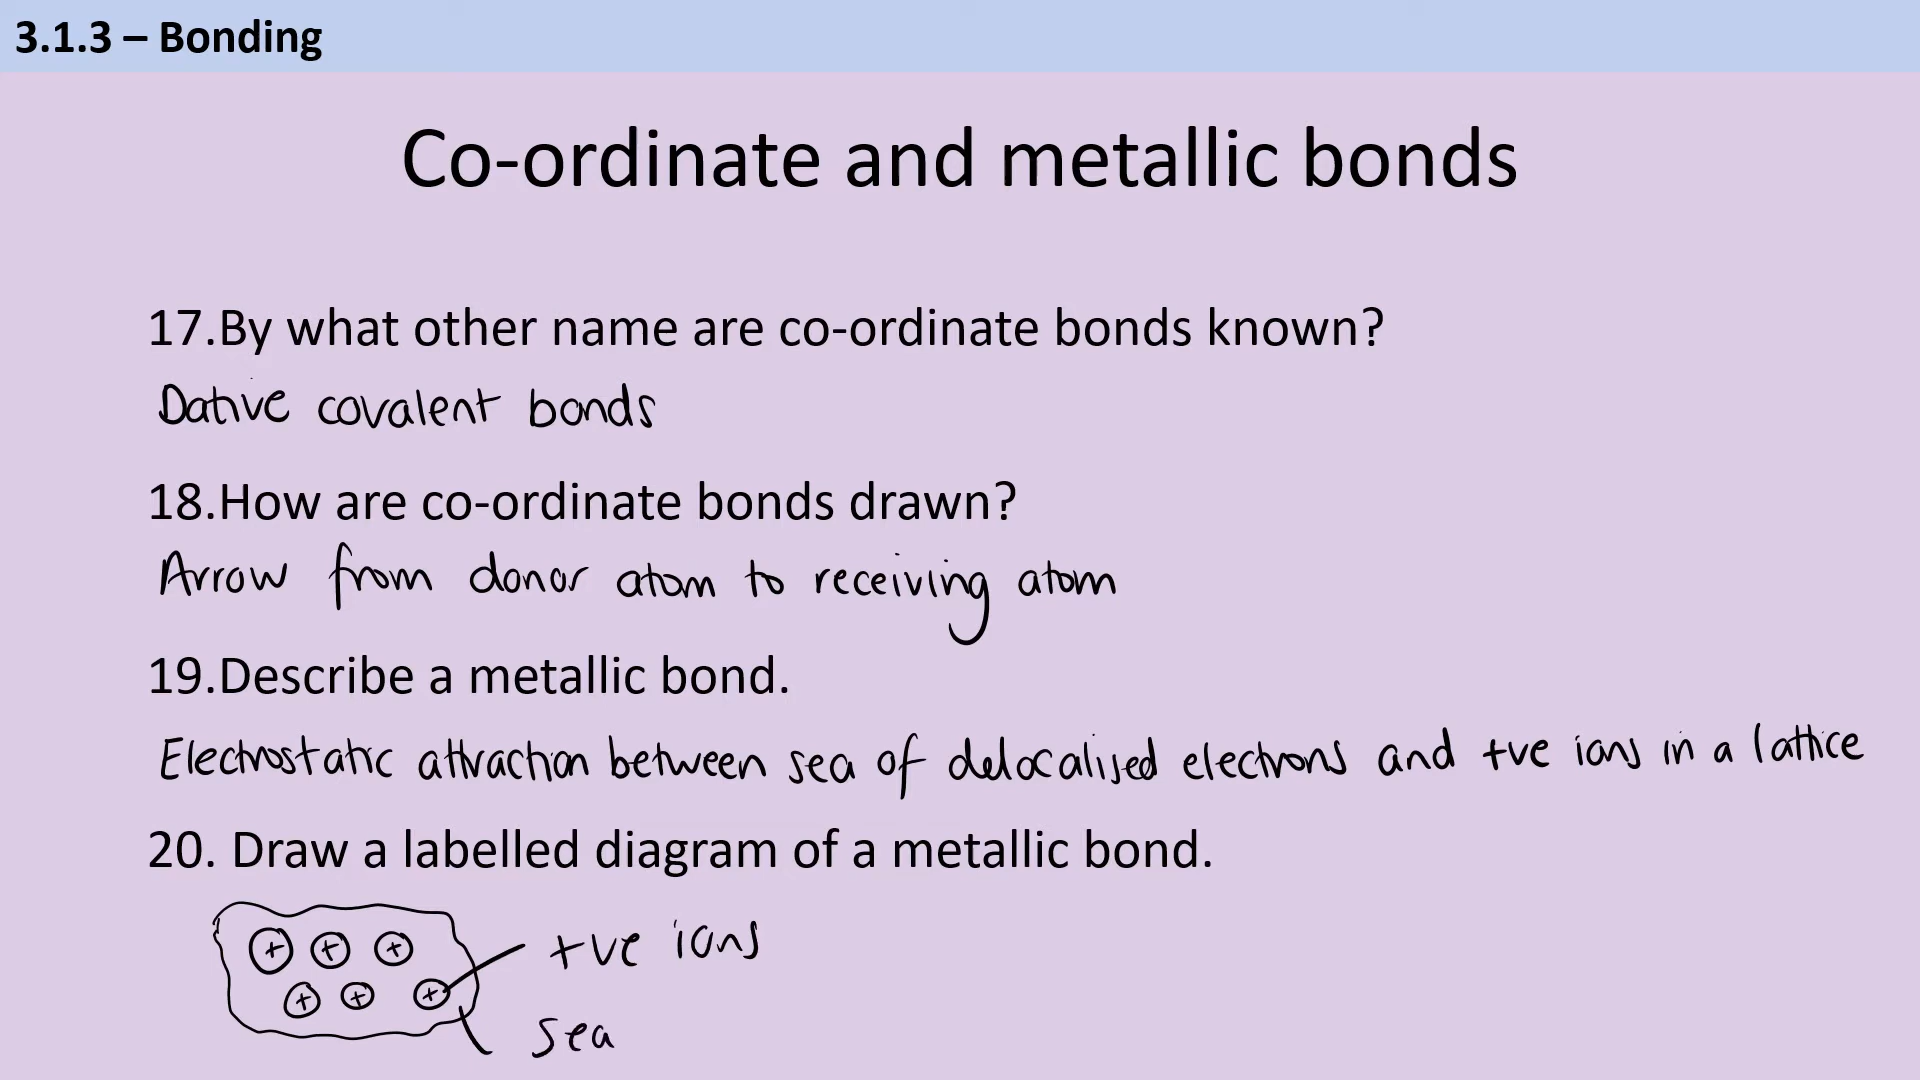 3.1.3 – Bonding
Co-ordinate and metallic bonds
17.By what other name are co-ordinate bonds known?
Dative covalent bonds
18.How are co-ordinate bonds drawn?
Arrow from donor atom to receiving atom
19.Describe a metallic bond.
Electrostatic attraction between sea of delocalised electrons and +ve ions in a lattice
20. Draw a labelled diagram of a metallic bond.
+ + + +ve ions
+ + +
sea